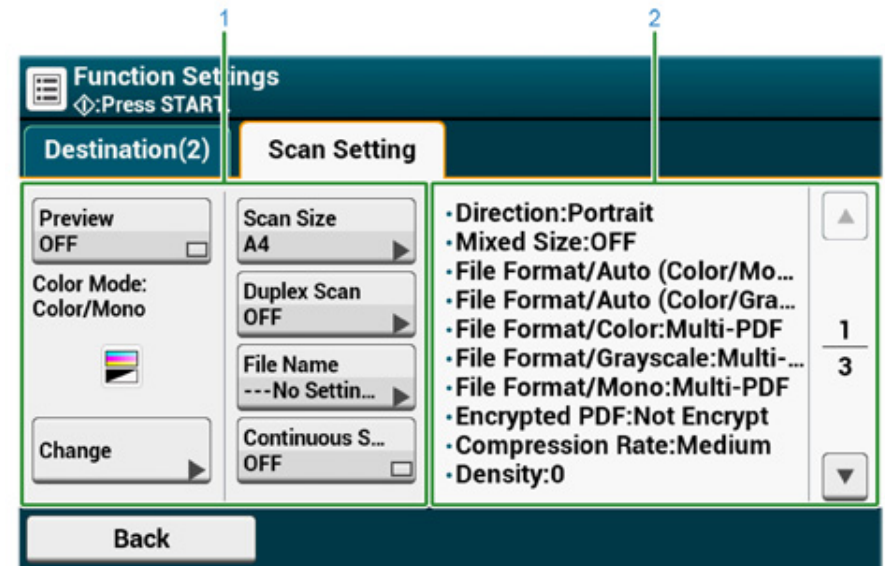 1
2
Function Settings
:Press START.
Destination(2)
Scan Setting
Preview
OFF
Color Mode:
Color/Mono
Change
Scan Size
A4
Duplex Scan
OFF
File Name
---No Settin...
Continuous S...
OFF
・Direction:Portrait
・Mixed Size:OFF
・File Format/Auto (Color/Mo...
・File Format/Auto (Color/Gra...
・File Format/Color:Multi-PDF
・File Format/Grayscale:Multi-...
・File Format/Mono:Multi-PDF
・Encrypted PDF:Not Encrypt
・Compression Rate:Medium
・Density:0
1
3
Back